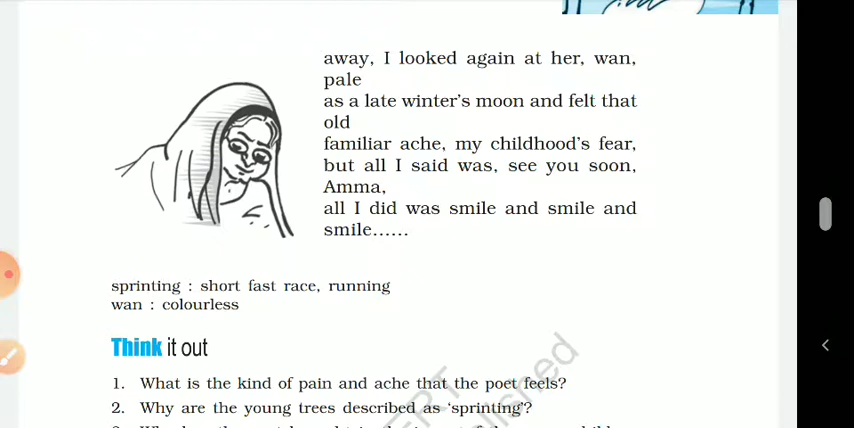 away, I looked again at her, wan,
pale
as a late winter's moon and felt that
old
familiar ache, my childhood's fear,
but all I said was, see you soon,
Amma,
all I did was smile and smile and
smile......
sprinting : short fast race, running
wan : colourless
Think it out
1. What is the kind of pain and ache that the poet feels?
2. Why are the young trees described as 'sprinting'?